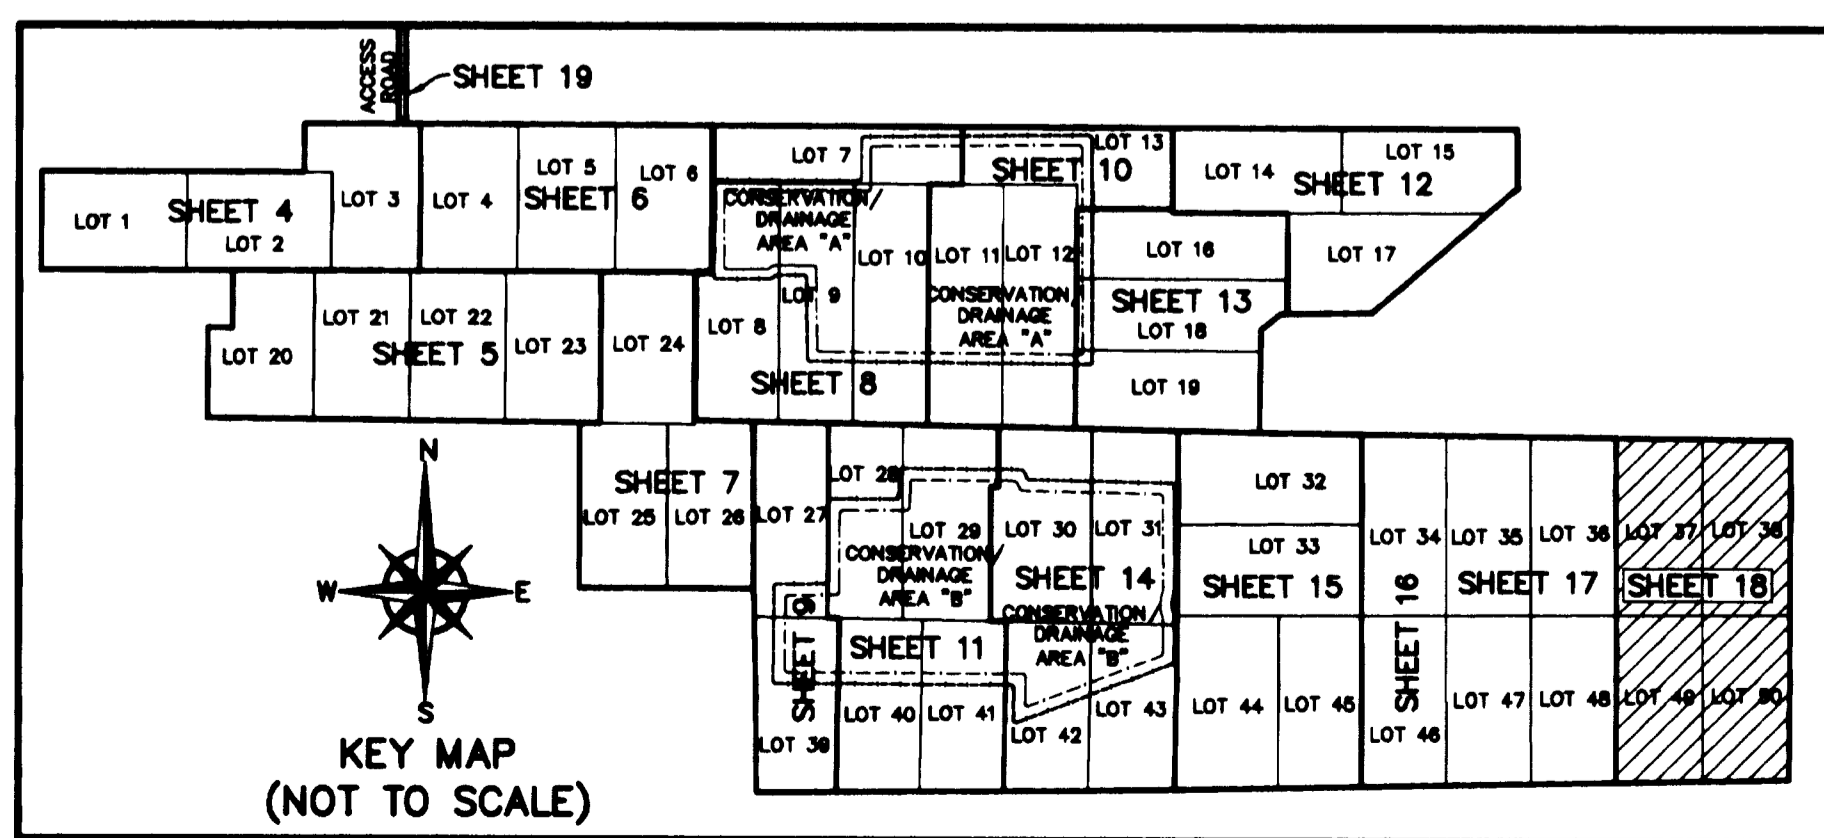 ACCESS
ROAD
SHEET 19
LOT 1
SHEET 4
LOT 2
LOT 3
LOT 4
LOT 5
SHEET 6
LOT 6
LOT 7
SHEET 10
LOT 13
LOT 14
LOT 15
SHEET 12
CONSERVATION/
DRAINAGE
AREA "A"
LOT 10
LOT 11
LOT 12
LOT 16
LOT 17
LOT 8
LOT 9
CONSERVATION/
DRAINAGE
AREA "A"
SHEET 13
LOT 18
LOT 19
SHEET 8
LOT 20
LOT 21
LOT 22
SHEET 5
LOT 23
LOT 24
SHEET 7
LOT 25
LOT 26
LOT 27
LOT 28
LOT 29
CONSERVATION/
DRAINAGE
AREA "B"
LOT 30
LOT 31
SHEET 14
CONSERVATION/
DRAINAGE
AREA "B"
LOT 32
LOT 33
SHEET 15
LOT 34
LOT 35
LOT 36
LOT 37
LOT 38
SHEET 16
SHEET 17
SHEET 18
SHEET 9
SHEET 11
LOT 39
LOT 40
LOT 41
LOT 42
LOT 43
LOT 44
LOT 45
LOT 46
LOT 47
LOT 48
LOT 49
LOT 50
N
W
E
S
KEY MAP
(NOT TO SCALE)